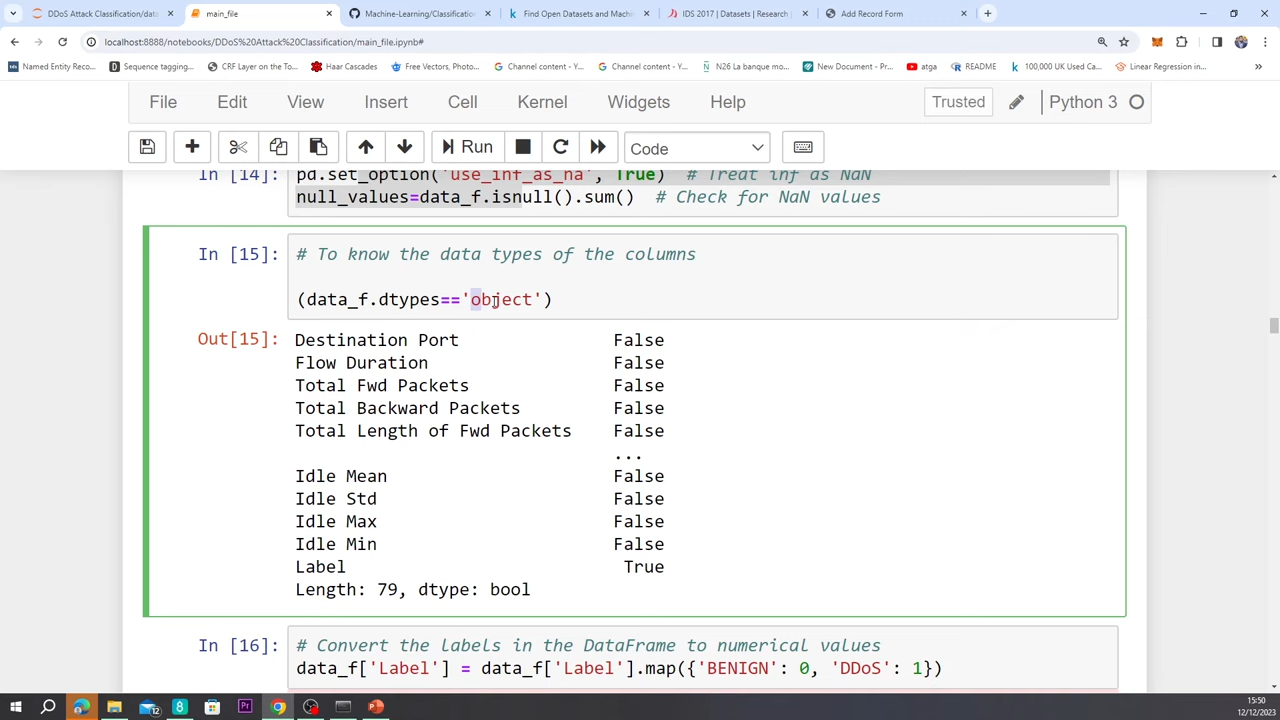 DDoS Attack Classification/data
main_file
Machine-Learning/Classification
Find Open Datasets and Machin
IDS 2017 | Datasets | Research
Add Record Form
localhost:8888/notebooks/DDoS%20Attack%20Classification/main_file.ipynb#
Named Entity Reco...
Sequence tagging...
CRF Layer on the To...
Haar Cascades
Free Vectors, Photo...
Channel content - Y...
Channel content - Y...
N26 La banque mo...
New Document - Pr...
atga
README
100,000 UK Used Ca...
Linear Regression in...
»
File
Edit
View
Insert
Cell
Kernel
Widgets
Help
Trusted
Python 3
Run
Code
In [14]:
pd.set_option('use_inf_as_na', True)  # Treat inf as NaN
null_values=data_f.isnull().sum()  # Check for NaN values
In [15]:
# To know the data types of the columns
(data_f.dtypes=='object')
Out[15]:
Destination Port False
Flow Duration False
Total Fwd Packets False
Total Backward Packets False
Total Length of Fwd Packets False
...
Idle Mean False
Idle Std False
Idle Max False
Idle Min False
Label True
Length: 79, dtype: bool
In [16]:
# Convert the labels in the DataFrame to numerical values
data_f['Label'] = data_f['Label'].map({'BENIGN': 0, 'DDoS': 1})
15:50
12/12/2023